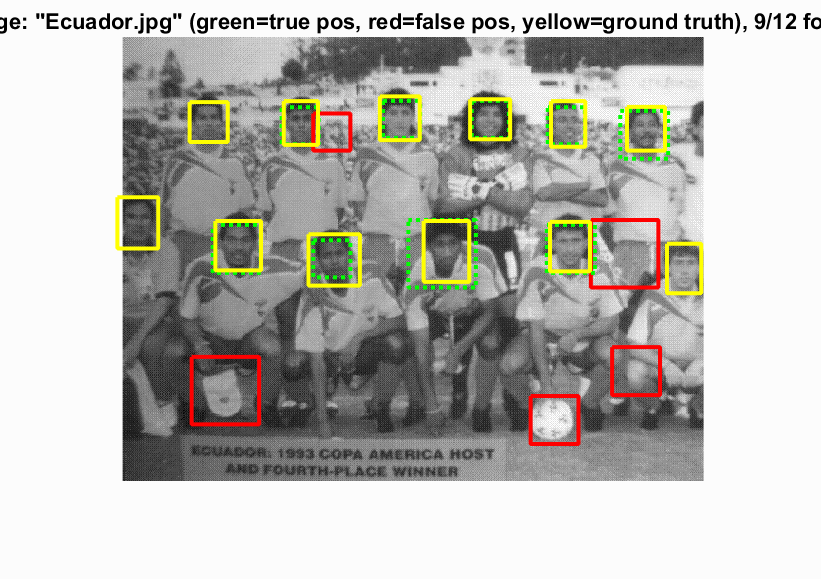 ge: "Ecuador.jpg" (green=true pos, red=false pos, yellow=ground truth), 9/12 fo
ECUADOR: 1993 COPA AMERICA HOST
AND FOURTH-PLACE WINNER